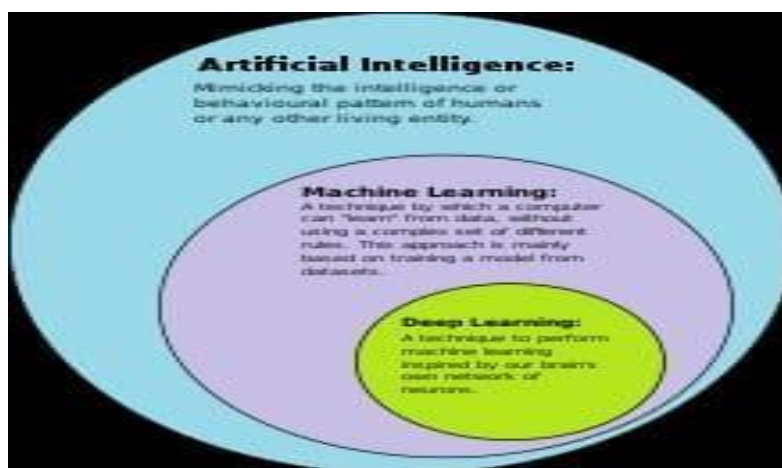 Artificial Intelligence:
Mimicking the intelligence or
behavioural pattern of humans
or any other living entity.
Machine Learning:
A technique by which a computer
can "learn" from data, without
using a complex set of different
rules. This approach is mainly
based on training a model from
datasets.
Deep Learning:
A technique to perform
machine learning
inspired by our brain's
own network of
neurons.